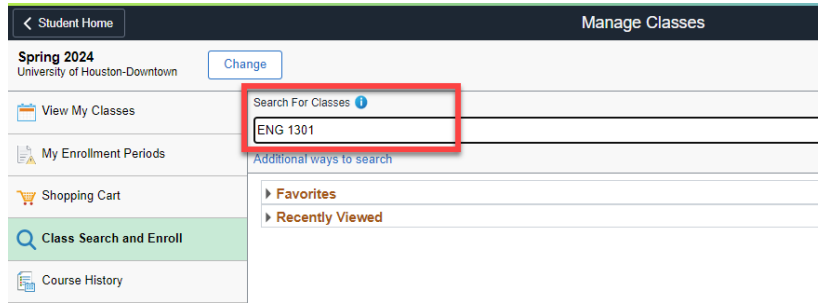 Student Home
Manage Classes
Spring 2024
University of Houston-Downtown
Change
View My Classes
My Enrollment Periods
Shopping Cart
Class Search and Enroll
Course History
Search For Classes
ENG 1301
Additional ways to search
Favorites
Recently Viewed